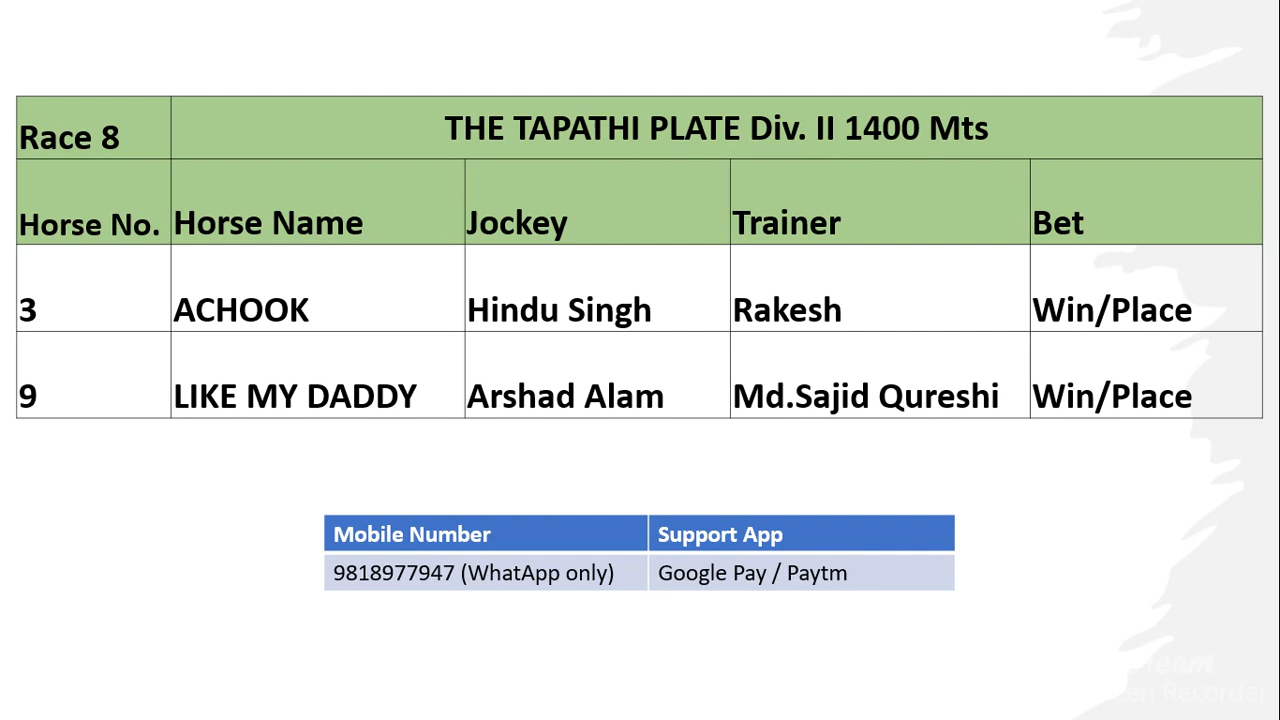 Race 8 THE TAPATHI PLATE Div. II 1400 Mts
Horse No. Horse Name Jockey Trainer Bet
3 ACHOOK Hindu Singh Rakesh Win/Place
9 LIKE MY DADDY Arshad Alam Md.Sajid Qureshi Win/Place
Mobile Number Support App
9818977947 (WhatApp only) Google Pay / Paytm
Recorder